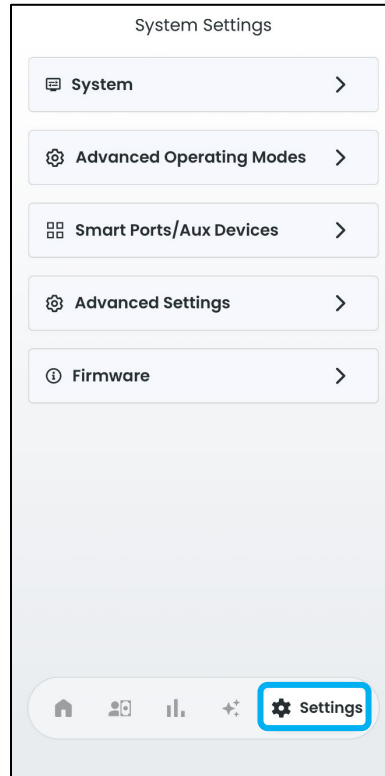 System Settings
System
Advanced Operating Modes
Smart Ports/Aux Devices
Advanced Settings
Firmware
Settings